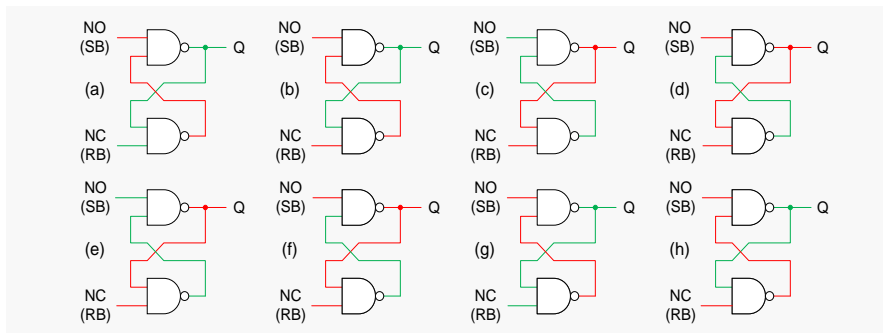 NO
(SB)
Q
(a)
NC
(RB)
NO
(SB)
Q
(b)
NC
(RB)
NO
(SB)
Q
(c)
NC
(RB)
NO
(SB)
Q
(d)
NC
(RB)
NO
(SB)
Q
(e)
NC
(RB)
NO
(SB)
Q
(f)
NC
(RB)
NO
(SB)
Q
(g)
NC
(RB)
NO
(SB)
Q
(h)
NC
(RB)